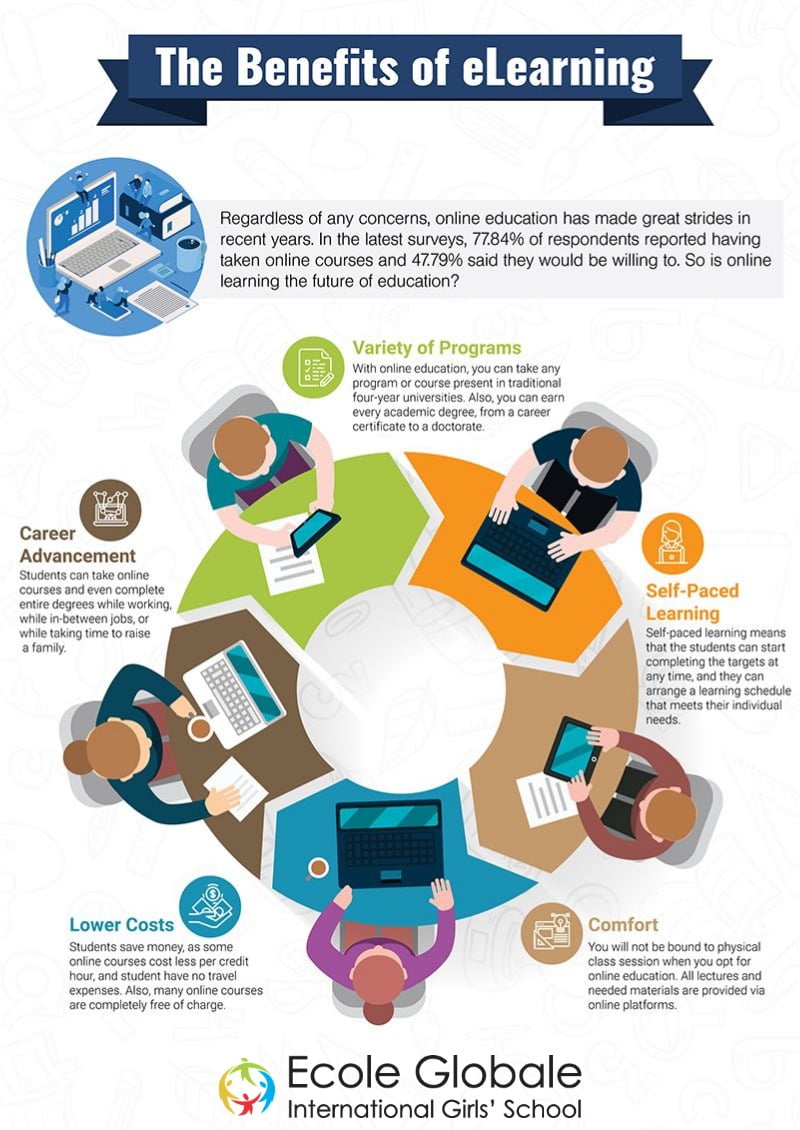 The Benefits of eLearning
Regardless of any concerns, online education has made great strides in
recent years. In the latest surveys, 77.84% of respondents reported having
taken online courses and 47.79% said they would be willing to. So is online
learning the future of education?
Variety of Programs
With online education, you can take any
program or course present in traditional
four-year universities. Also, you can earn
every academic degree, from a career
certificate to a doctorate.
Self-Paced
Learning
Self-paced learning means
that the students can start
completing the targets at
any time, and they can
arrange a learning schedule
that meets their individual
needs.
Career
Advancement
Students can take online
courses and even complete
entire degrees while working,
while in-between jobs, or
while taking time to raise
a family.
Lower Costs
Students save money, as some
online courses cost less per credit
hour, and student have no travel
expenses. Also, many online courses
are completely free of charge.
Comfort
You will not be bound to physical
class session when you opt for
online education. All lectures and
needed materials are provided via
online platforms.
Ecole Globale
International Girls' School